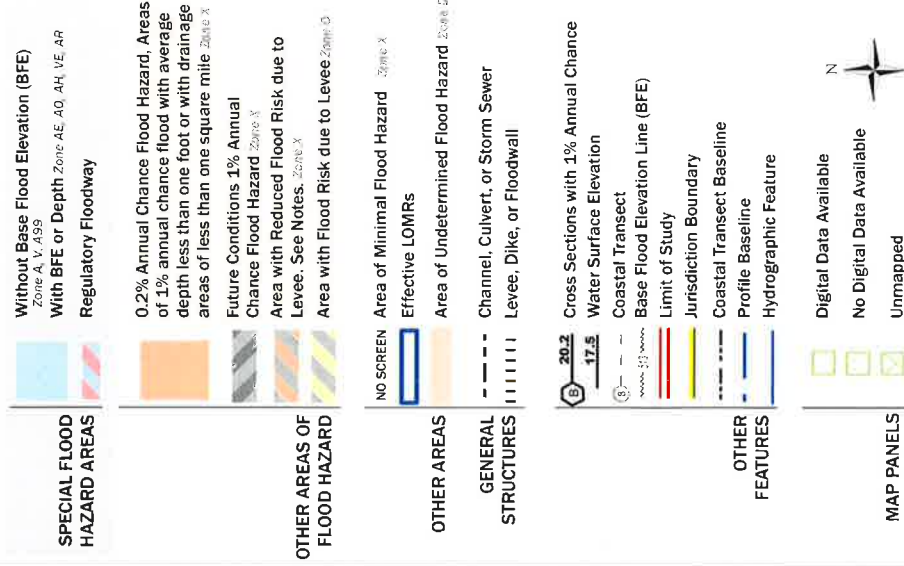 SPECIAL FLOOD
HAZARD AREAS
Without Base Flood Elevation (BFE)
Zone A, V, A99
With BFE or Depth Zone AE, AO, AH, VE, AR
Regulatory Floodway
OTHER AREAS OF
FLOOD HAZARD
0.2% Annual Chance Flood Hazard, Areas
of 1% annual chance flood with average
depth less than one foot or with drainage
areas of less than one square mile Zone X
Future Conditions 1% Annual
Chance Flood Hazard Zone X
Area with Reduced Flood Risk due to
Levee. See Notes. Zone X
Area with Flood Risk due to Levee Zone D
OTHER AREAS
NO SCREEN Area of Minimal Flood Hazard Zone X
Effective LOMRs
Area of Undetermined Flood Hazard Zone D
GENERAL
STRUCTURES
Channel, Culvert, or Storm Sewer
Levee, Dike, or Floodwall
OTHER
FEATURES
B 20.2 Cross Sections with 1% Annual Chance
17.5 Water Surface Elevation
8 Coastal Transect
513 Base Flood Elevation Line (BFE)
Limit of Study
Jurisdiction Boundary
Coastal Transect Baseline
Profile Baseline
Hydrographic Feature
MAP PANELS
Digital Data Available
No Digital Data Available
Unmapped
N